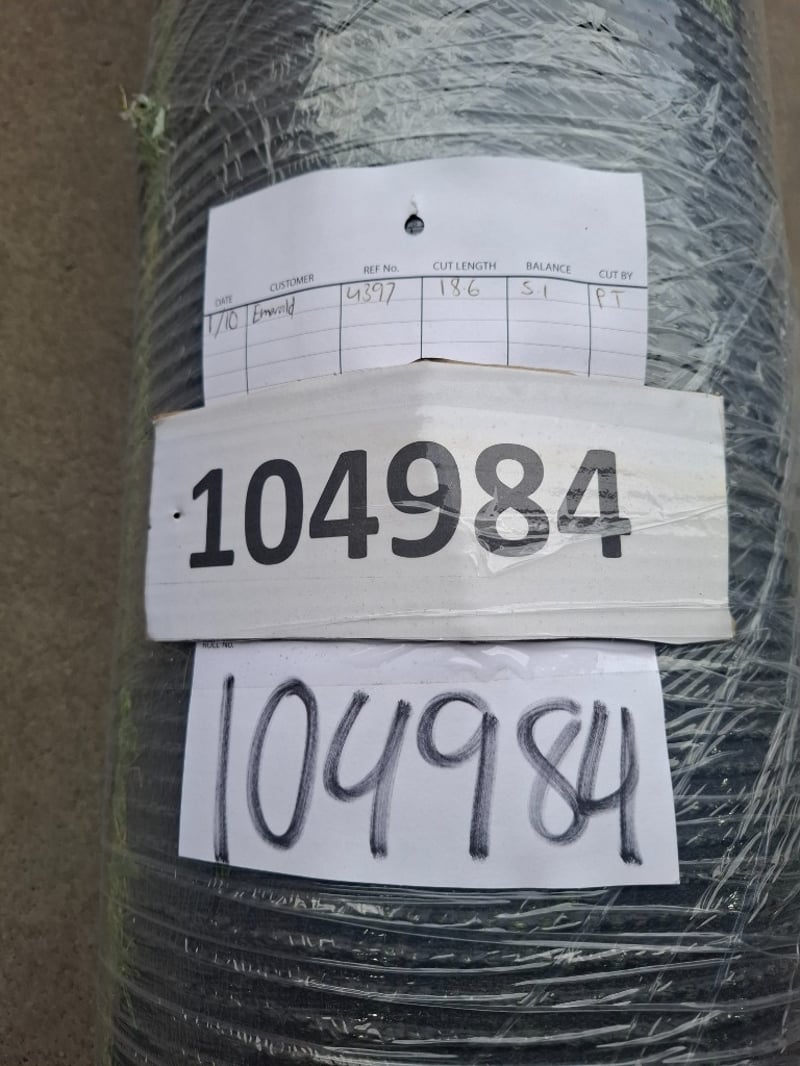 DATE CUSTOMER REF No. CUT LENGTH BALANCE CUT BY
1/10 Emerald 4397 18.6 5.1 PT
104984
ROLL No.
104984